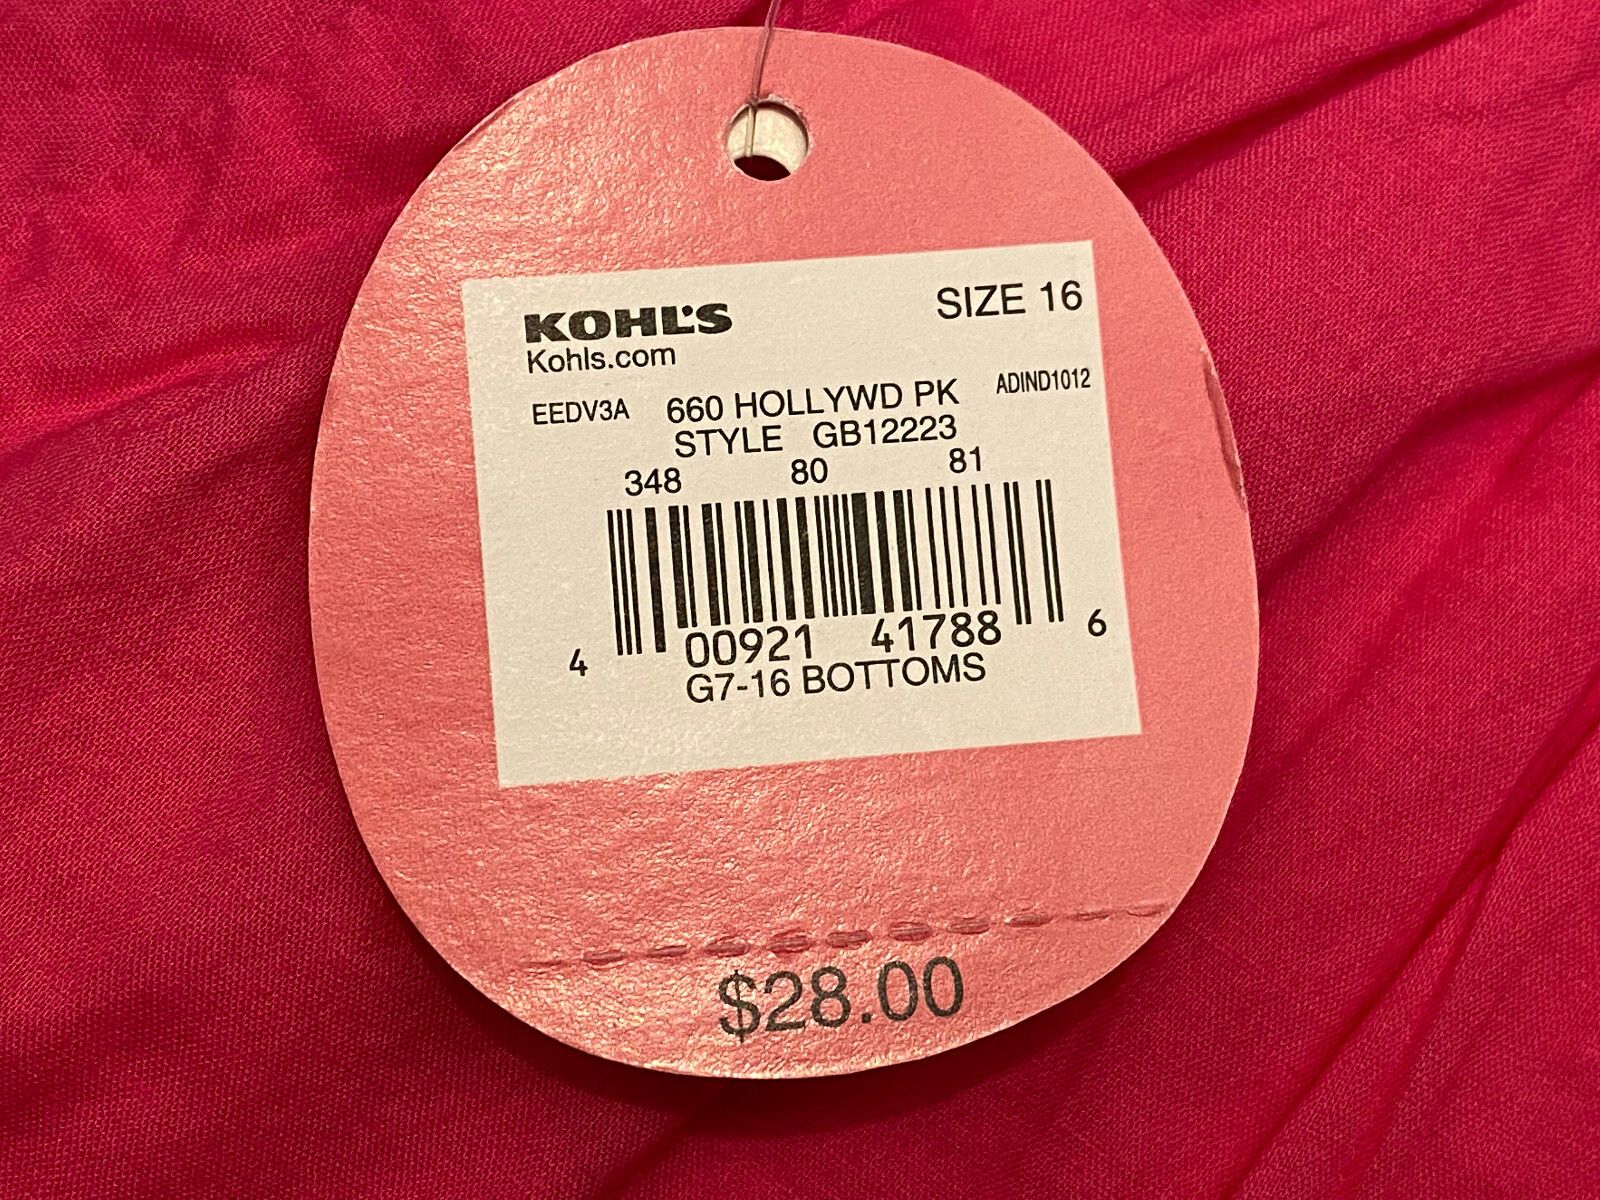 KOHL'S
SIZE 16
Kohls.com
EEDV3A 660 HOLLYWD PK ADIND1012
STYLE GB12223
348 80 81
4 00921 41788 6
G7-16 BOTTOMS
$28.00